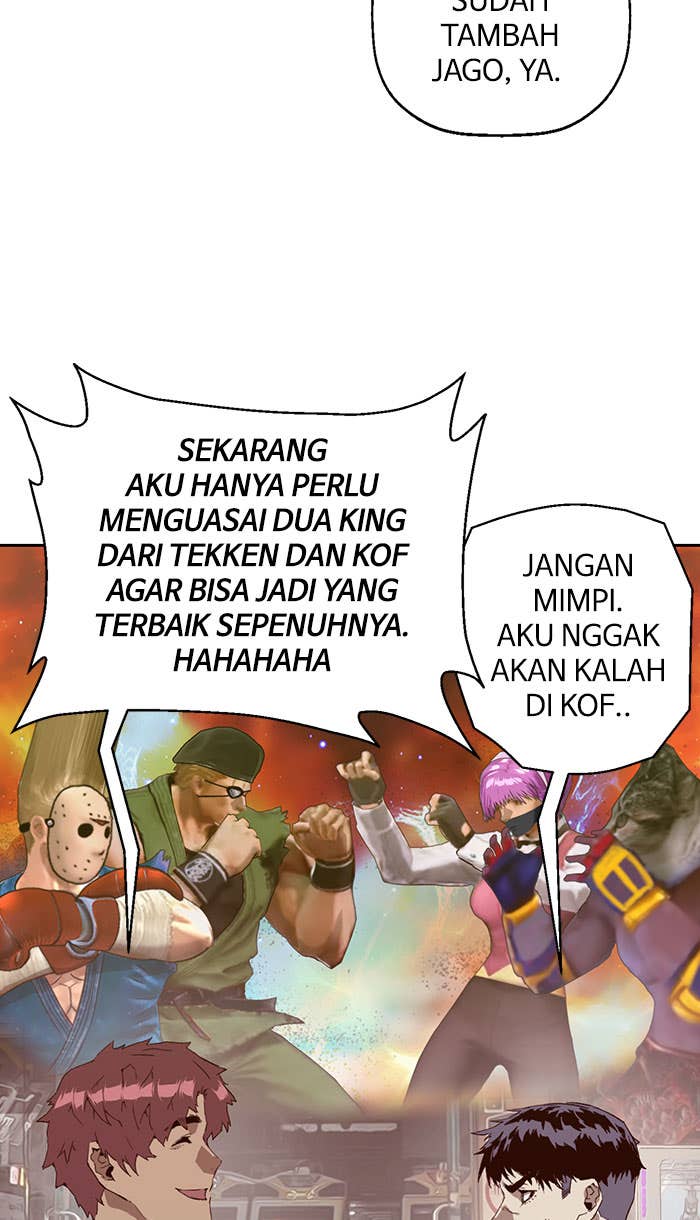 SUDAH
TAMBAH
JAGO, YA.
SEKARANG
AKU HANYA PERLU
MENGUASAI DUA KING
DARI TEKKEN DAN KOF
AGAR BISA JADI YANG
TERBAIK SEPENUHNYA.
HAHAHAHA
JANGAN
MIMPI.
AKU NGGAK
AKAN KALAH
DI KOF..